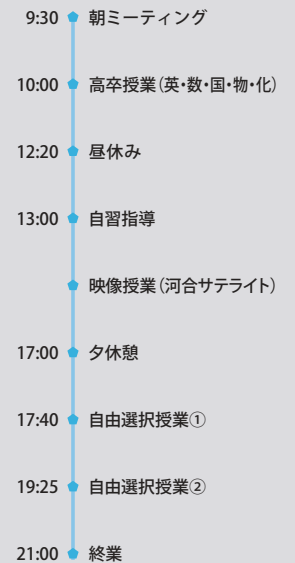 9:30 朝ミーティング
10:00 高卒授業(英・数・国・物・化)
12:20 昼休み
13:00 自習指導
映像授業(河合サテライト)
17:00 夕休憩
17:40 自由選択授業①
19:25 自由選択授業②
21:00 終業